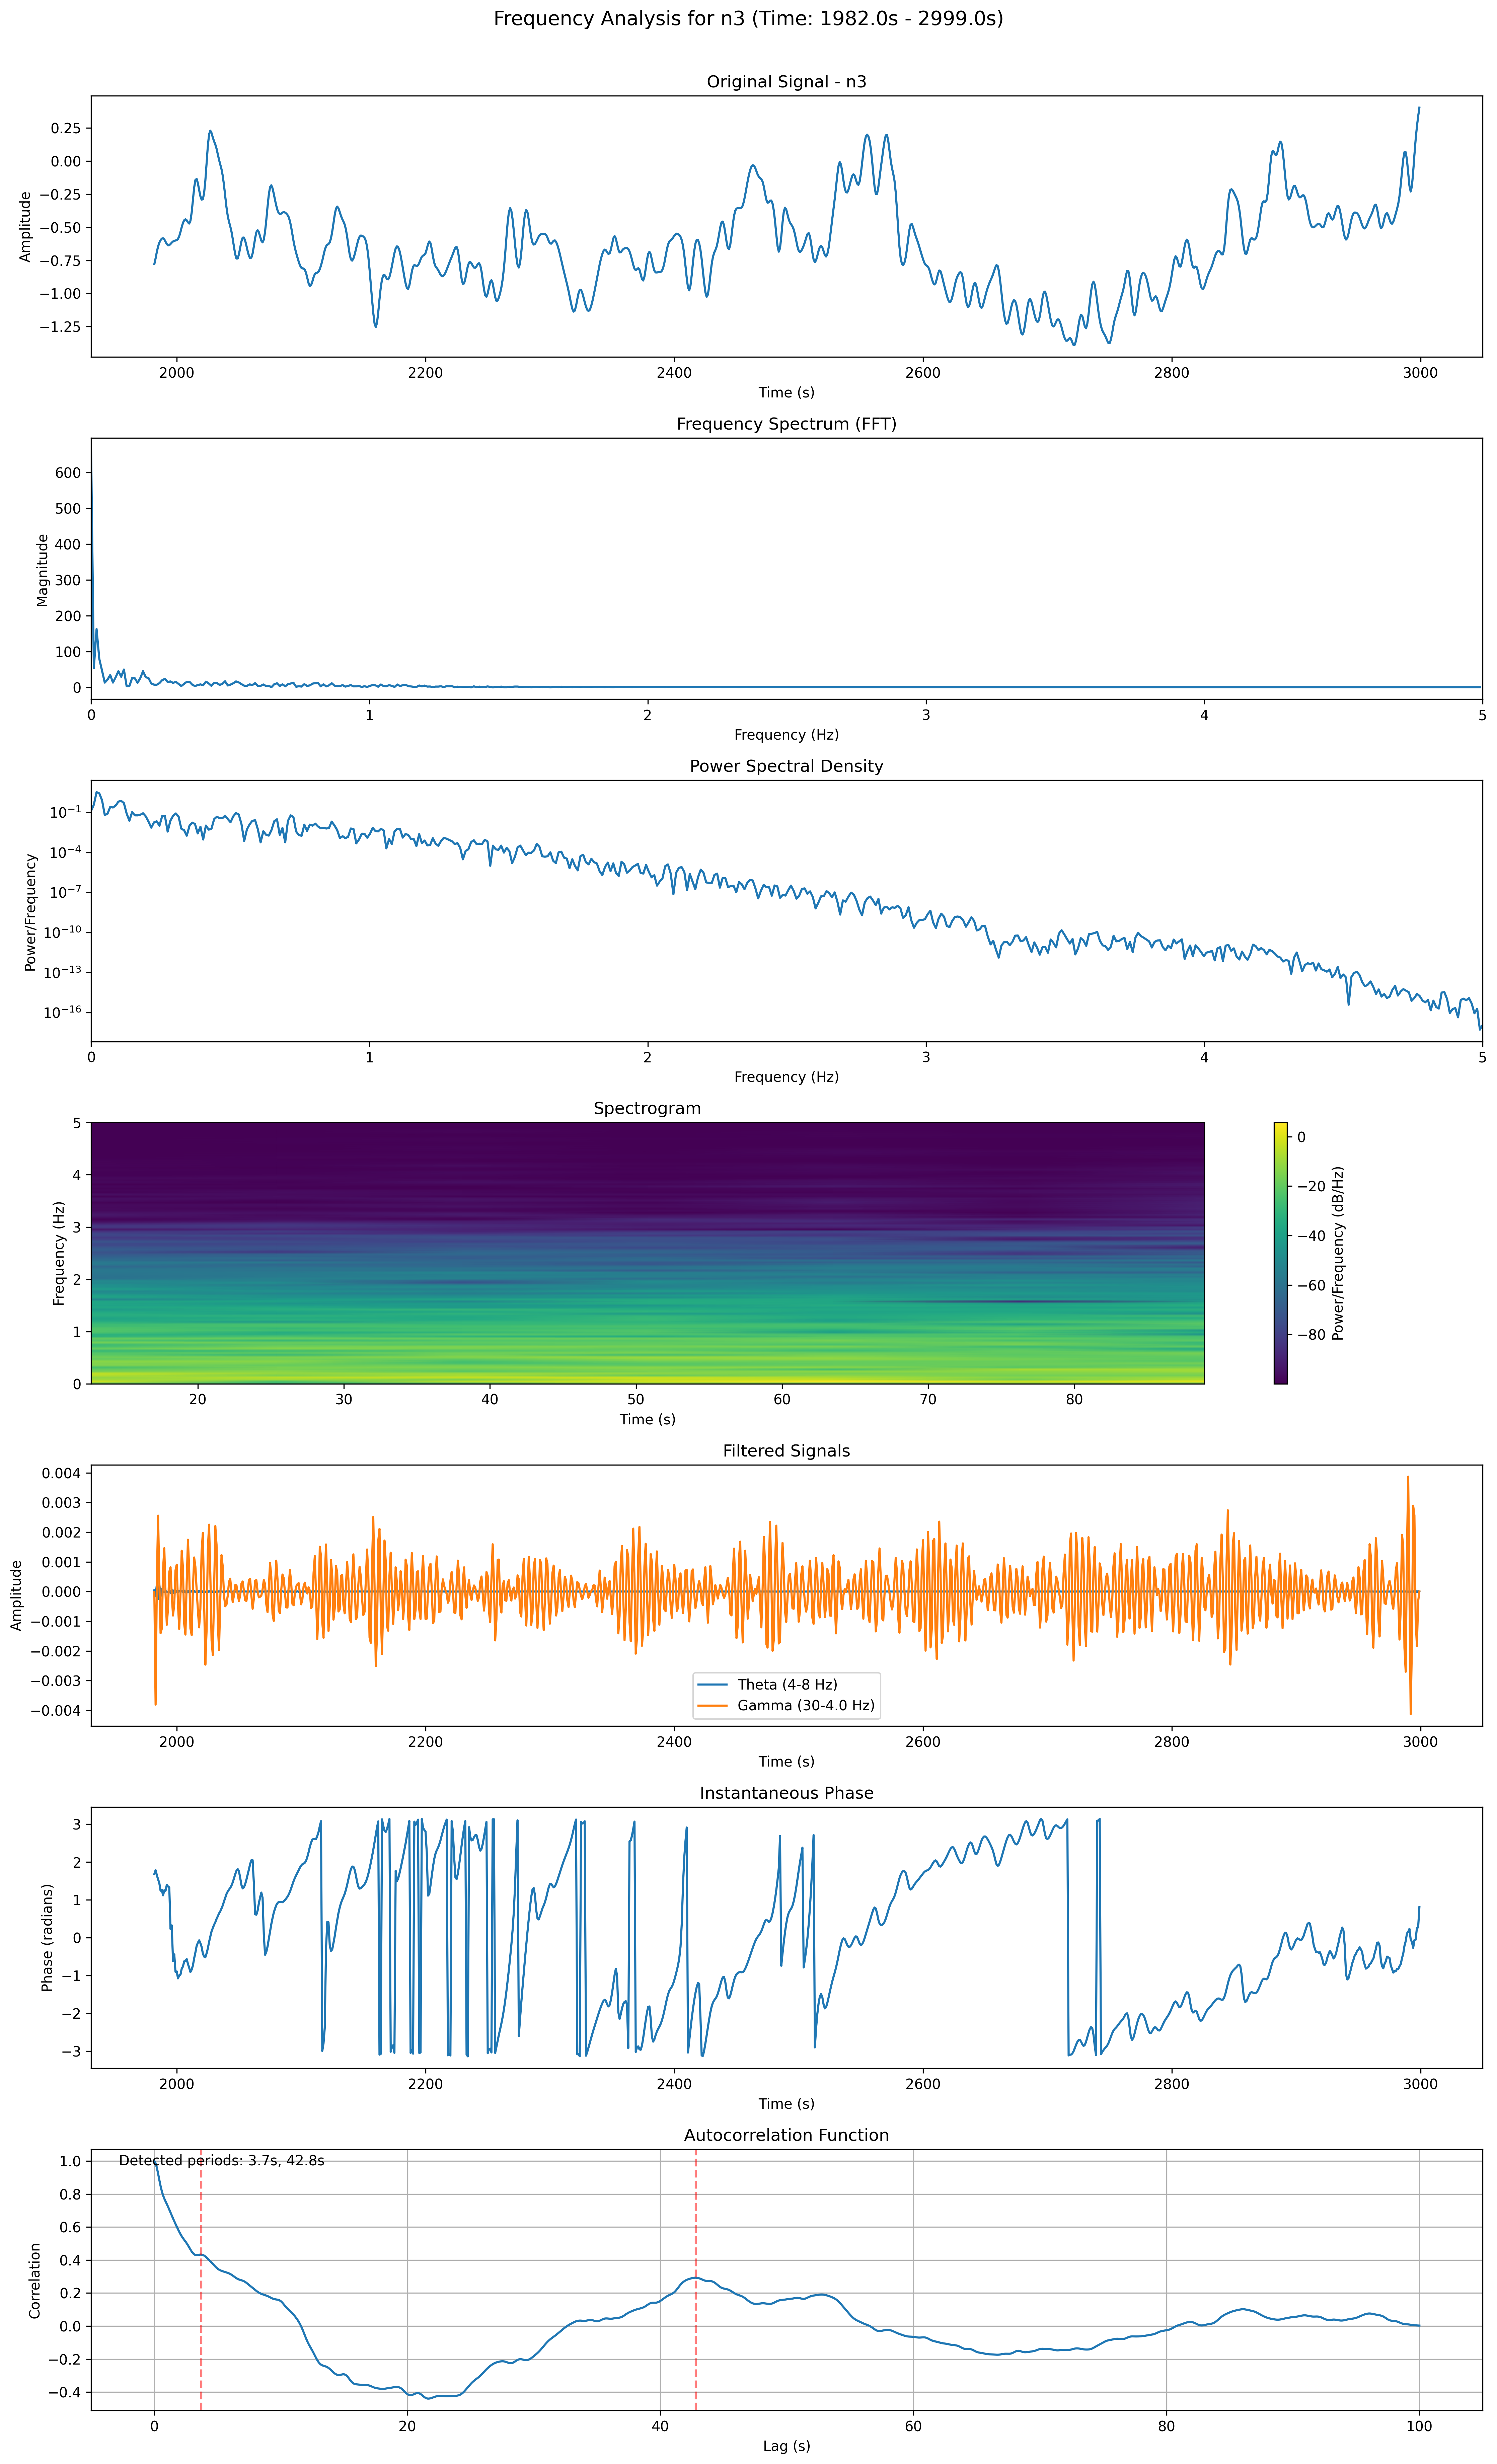 Frequency Analysis for n3 (Time: 1982.0s - 2999.0s)
Original Signal - n3
0.25
0.00
−0.25
−0.50
−0.75
−1.00
−1.25
Amplitude
2000 2200 2400 2600 2800 3000
Time (s)
Frequency Spectrum (FFT)
600
500
400
300
200
100
0
Magnitude
0 1 2 3 4 5
Frequency (Hz)
Power Spectral Density
10⁻¹
10⁻⁴
10⁻⁷
10⁻¹⁰
10⁻¹³
10⁻¹⁶
Power/Frequency
0 1 2 3 4 5
Frequency (Hz)
Spectrogram
5
4
3
2
1
0
Frequency (Hz)
20 30 40 50 60 70 80
Time (s)
0
−20
−40
−60
−80
Power/Frequency (dB/Hz)
Filtered Signals
0.004
0.003
0.002
0.001
0.000
−0.001
−0.002
−0.003
−0.004
Amplitude
Theta (4-8 Hz)
Gamma (30-4.0 Hz)
2000 2200 2400 2600 2800 3000
Time (s)
Instantaneous Phase
3
2
1
0
−1
−2
−3
Phase (radians)
2000 2200 2400 2600 2800 3000
Time (s)
Autocorrelation Function
Detected periods: 3.7s, 42.8s
1.0
0.8
0.6
0.4
0.2
0.0
−0.2
−0.4
Correlation
0 20 40 60 80 100
Lag (s)